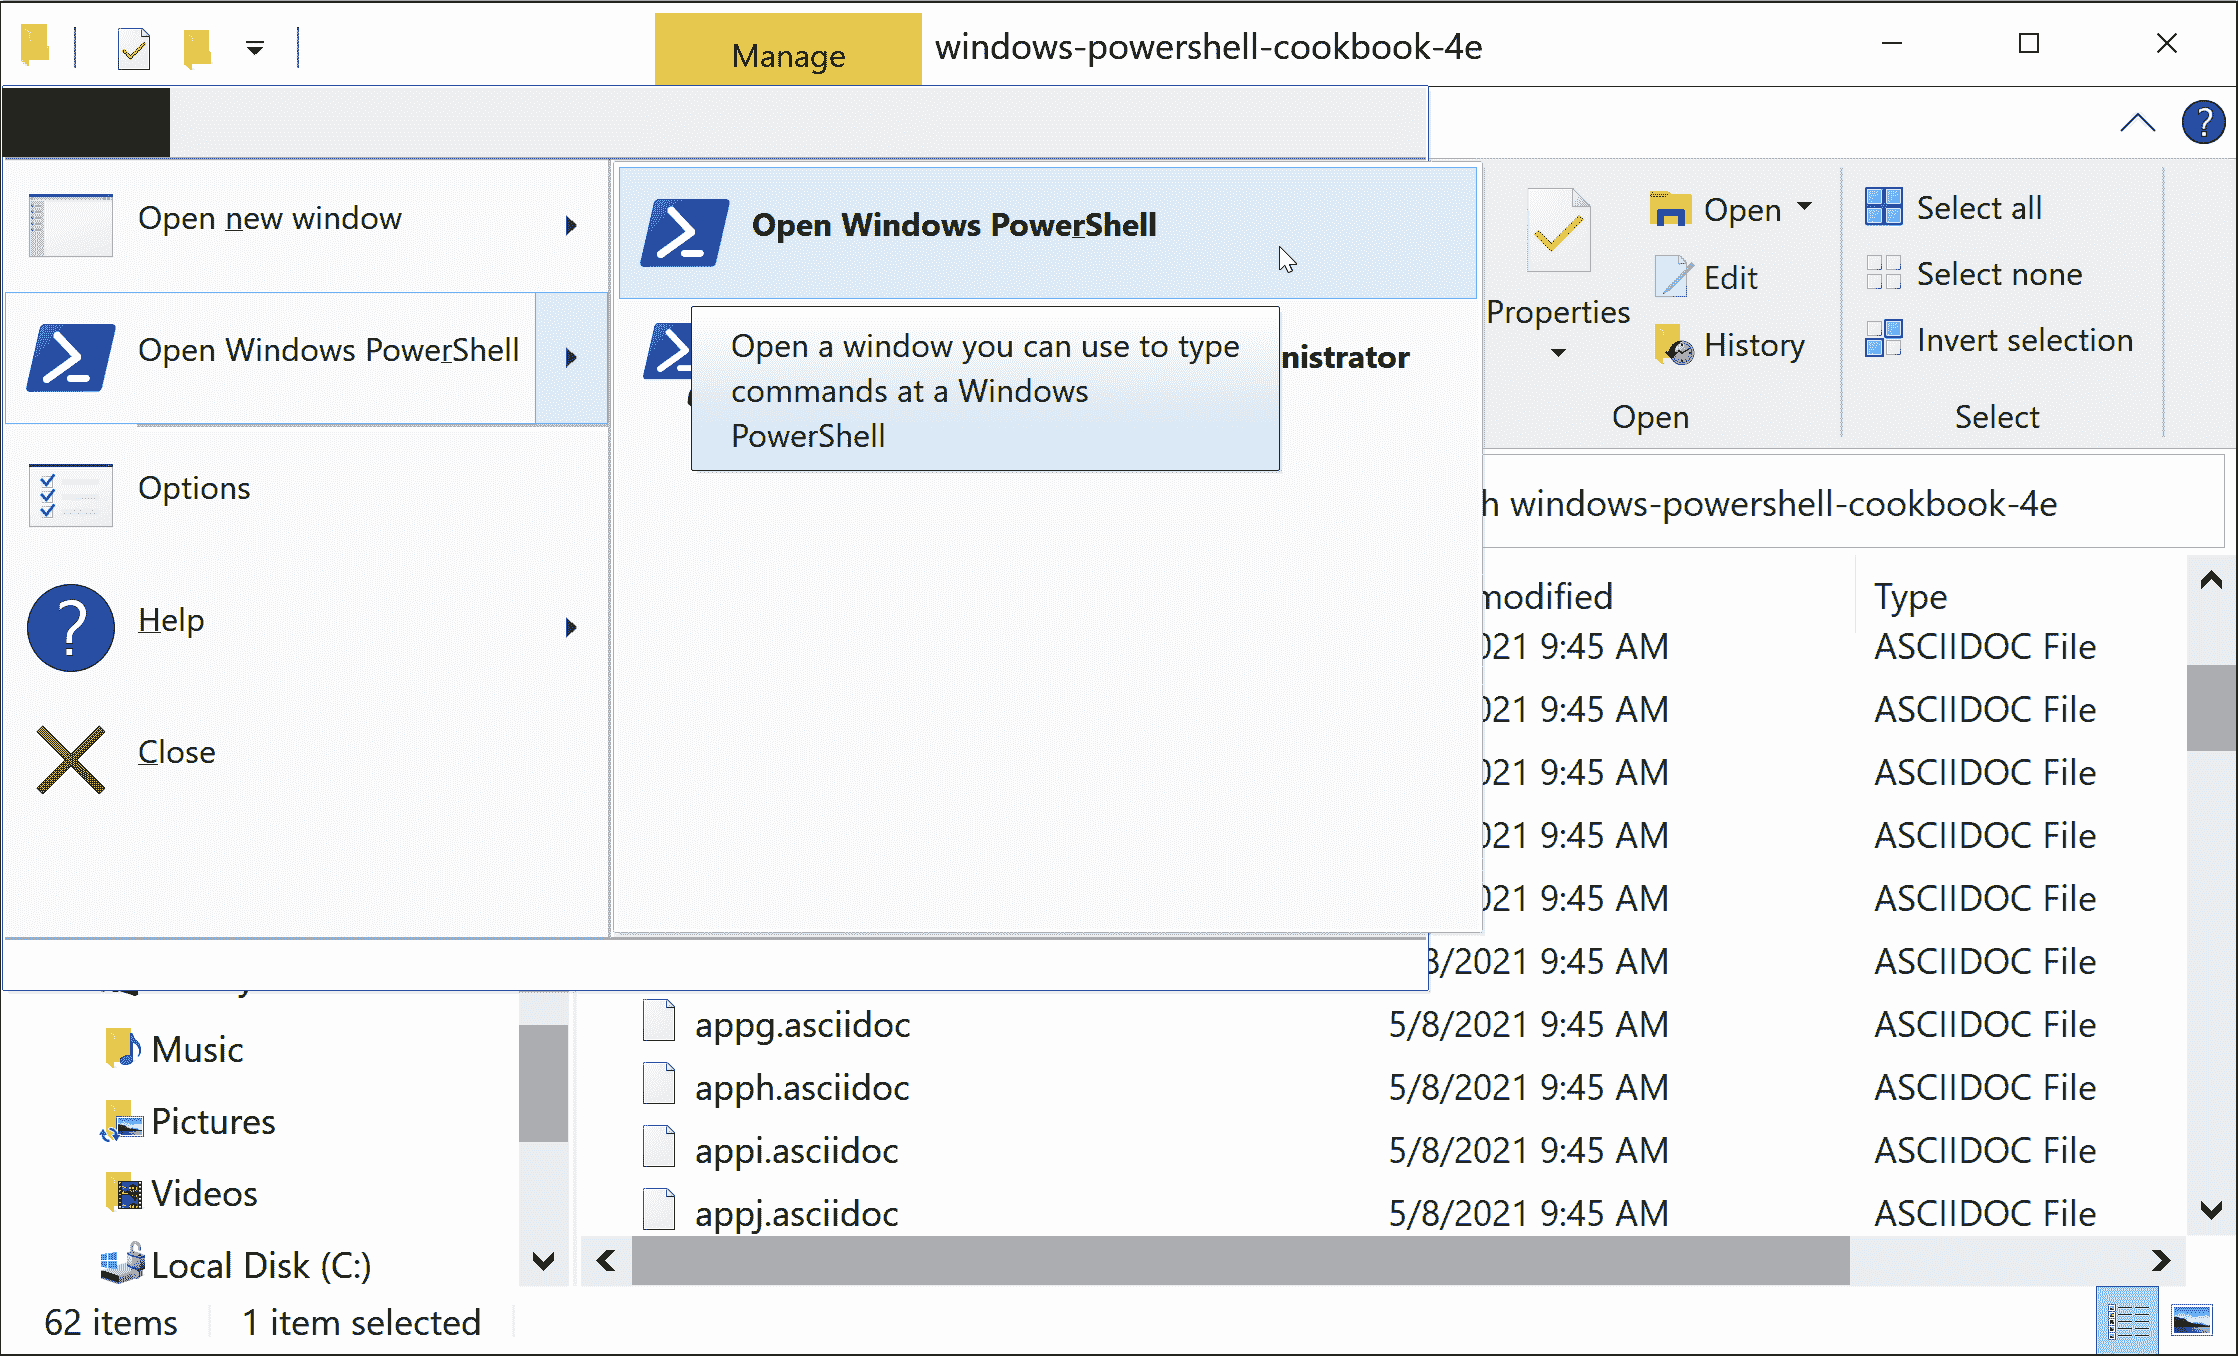 Manage
windows-powershell-cookbook-4e
?
Open new window
Open Windows PowerShell
Options
?
Help
Close
Open Windows PowerShell
nistrator
Open a window you can use to type
commands at a Windows
PowerShell
Properties
Open
Edit
History
Open
Select all
Select none
Invert selection
Select
h windows-powershell-cookbook-4e
modified
Type
021 9:45 AM ASCIIDOC File
021 9:45 AM ASCIIDOC File
021 9:45 AM ASCIIDOC File
021 9:45 AM ASCIIDOC File
021 9:45 AM ASCIIDOC File
8/2021 9:45 AM ASCIIDOC File
appg.asciidoc 5/8/2021 9:45 AM ASCIIDOC File
apph.asciidoc 5/8/2021 9:45 AM ASCIIDOC File
appi.asciidoc 5/8/2021 9:45 AM ASCIIDOC File
appj.asciidoc 5/8/2021 9:45 AM ASCIIDOC File
Music
Pictures
Videos
Local Disk (C:)
62 items
1 item selected